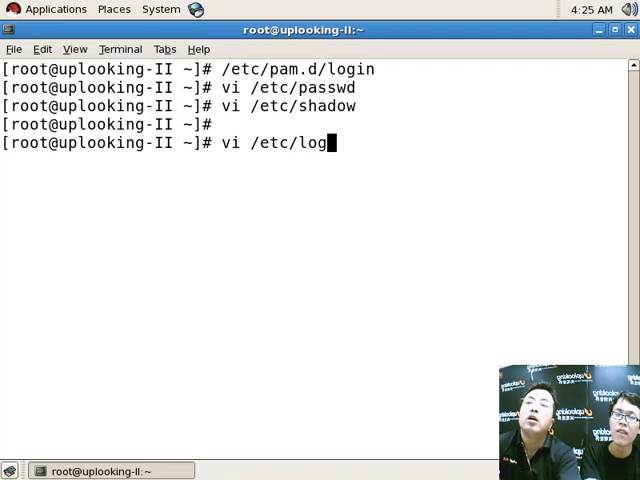 Applications Places System 4:25 AM
root@uplooking-II:~
File Edit View Terminal Tabs Help
[root@uplooking-II ~]# /etc/pam.d/login
[root@uplooking-II ~]# vi /etc/passwd
[root@uplooking-II ~]# vi /etc/shadow
[root@uplooking-II ~]#
[root@uplooking-II ~]# vi /etc/log
uplooking
root@uplooking-II:~